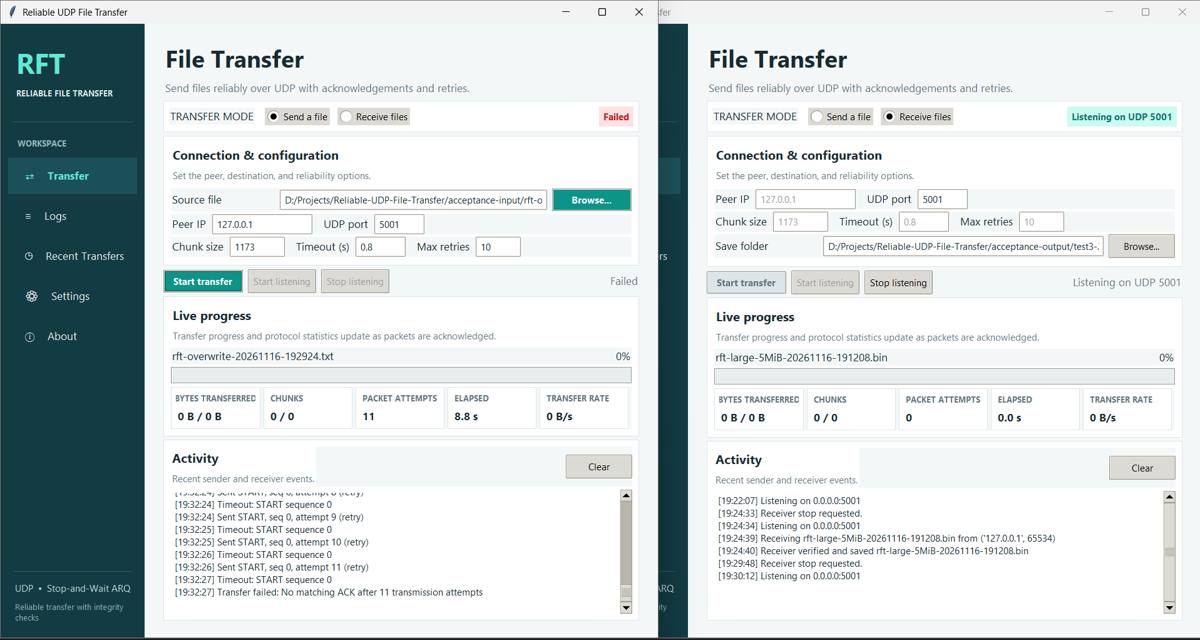 Reliable UDP File Transfer
RFT
RELIABLE FILE TRANSFER
WORKSPACE
Transfer
Logs
Recent Transfers
Settings
About
UDP • Stop-and-Wait ARQ
Reliable transfer with integrity
checks
File Transfer
Send files reliably over UDP with acknowledgements and retries.
TRANSFER MODE Send a file Receive files Failed
Connection & configuration
Set the peer, destination, and reliability options.
Source file D:/Projects/Reliable-UDP-File-Transfer/acceptance-input/rft-o Browse...
Peer IP 127.0.0.1 UDP port 5001
Chunk size 1173 Timeout (s) 0.8 Max retries 10
Start transfer Start listening Stop listening Failed
Live progress
Transfer progress and protocol statistics update as packets are acknowledged.
rft-overwrite-20261116-192924.txt 0%
BYTES TRANSFERRED CHUNKS PACKET ATTEMPTS ELAPSED TRANSFER RATE
0 B / 0 B 0 / 0 11 8.8 s 0 B/s
Activity
Recent sender and receiver events.
Clear
[19:32:24] Timeout: START sequence 0
[19:32:24] Sent START, seq 0, attempt 9 (retry)
[19:32:25] Timeout: START sequence 0
[19:32:25] Sent START, seq 0, attempt 10 (retry)
[19:32:26] Timeout: START sequence 0
[19:32:26] Sent START, seq 0, attempt 11 (retry)
[19:32:27] Timeout: START sequence 0
[19:32:27] Transfer failed: No matching ACK after 11 transmission attempts
sfer
ers
ARQ
ity
File Transfer
Send files reliably over UDP with acknowledgements and retries.
TRANSFER MODE Send a file Receive files Listening on UDP 5001
Connection & configuration
Set the peer, destination, and reliability options.
Peer IP 127.0.0.1 UDP port 5001
Chunk size 1173 Timeout (s) 0.8 Max retries 10
Save folder D:/Projects/Reliable-UDP-File-Transfer/acceptance-output/test3-. Browse...
Start transfer Start listening Stop listening Listening on UDP 5001
Live progress
Transfer progress and protocol statistics update as packets are acknowledged.
rft-large-5MiB-20261116-191208.bin 0%
BYTES TRANSFERRED CHUNKS PACKET ATTEMPTS ELAPSED TRANSFER RATE
0 B / 0 B 0 / 0 0 0.0 s 0 B/s
Activity
Recent sender and receiver events.
Clear
[19:22:07] Listening on 0.0.0.0:5001
[19:24:33] Receiver stop requested.
[19:24:34] Listening on 0.0.0.0:5001
[19:24:39] Receiving rft-large-5MiB-20261116-191208.bin from ('127.0.0.1', 65534)
[19:24:40] Receiver verified and saved rft-large-5MiB-20261116-191208.bin
[19:29:48] Receiver stop requested.
[19:30:12] Listening on 0.0.0.0:5001